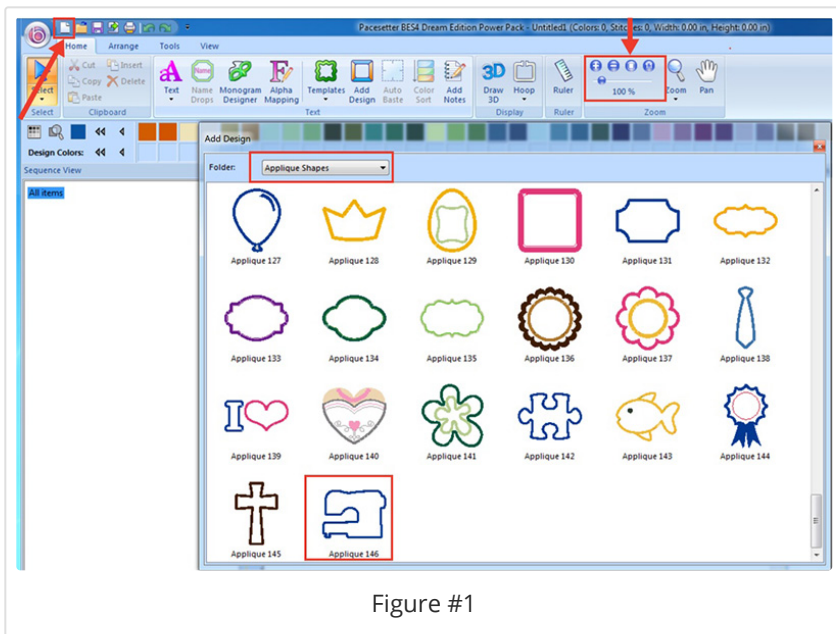 Pacesetter BES4 Dream Edition Power Pack - Untitled1 (Colors: 0, Stitches: 0, Width: 0.00 in, Height: 0.00 in)
Home Arrange Tools View
Select
Cut
Copy
Paste
Insert
Delete
Text
Name Drops
Monogram Designer
Alpha Mapping
Templates
Add Design
Auto Baste
Color Sort
Add Notes
Draw 3D
Hoop
Ruler
100 %
Zoom
Pan
Select Clipboard Text Display Ruler Zoom
Design Colors:
Sequence View
All items
Add Design
Folder: Applique Shapes
Applique 127 Applique 128 Applique 129 Applique 130 Applique 131 Applique 132
Applique 133 Applique 134 Applique 135 Applique 136 Applique 137 Applique 138
I
Applique 139 Applique 140 Applique 141 Applique 142 Applique 143 Applique 144
Applique 145 Applique 146
Figure #1